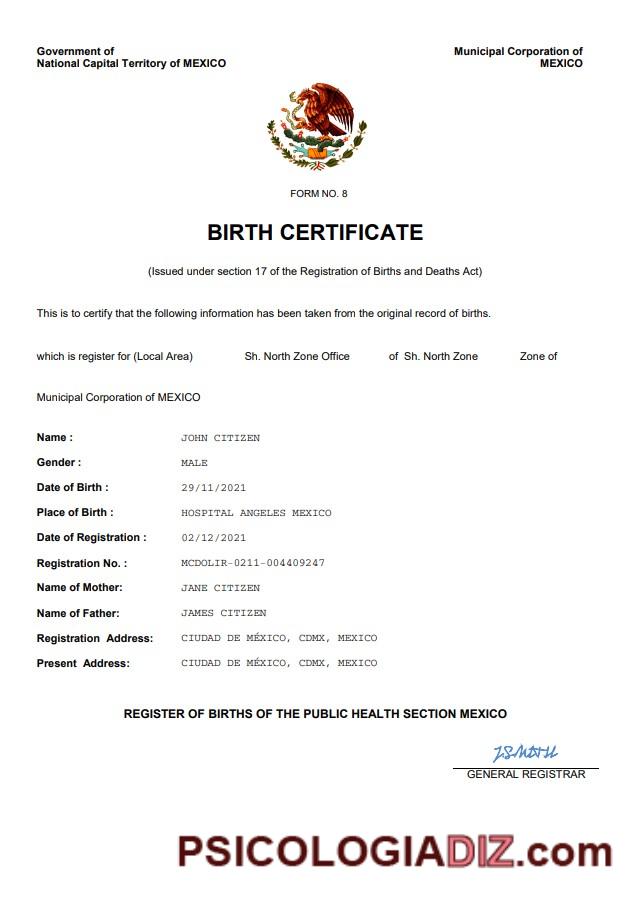 Government of
National Capital Territory of MEXICO
Municipal Corporation of
MEXICO
FORM NO. 8
BIRTH CERTIFICATE
(Issued under section 17 of the Registration of Births and Deaths Act)
This is to certify that the following information has been taken from the original record of births.
which is register for (Local Area) Sh. North Zone Office of Sh. North Zone Zone of
Municipal Corporation of MEXICO
Name : JOHN CITIZEN
Gender : MALE
Date of Birth : 29/11/2021
Place of Birth : HOSPITAL ANGELES MEXICO
Date of Registration : 02/12/2021
Registration No. : MCDOLIR-0211-004409247
Name of Mother: JANE CITIZEN
Name of Father: JAMES CITIZEN
Registration Address: CIUDAD DE MÉXICO, CDMX, MEXICO
Present Address: CIUDAD DE MÉXICO, CDMX, MEXICO
REGISTER OF BIRTHS OF THE PUBLIC HEALTH SECTION MEXICO
GENERAL REGISTRAR
PSICOLOGIADIZ.com